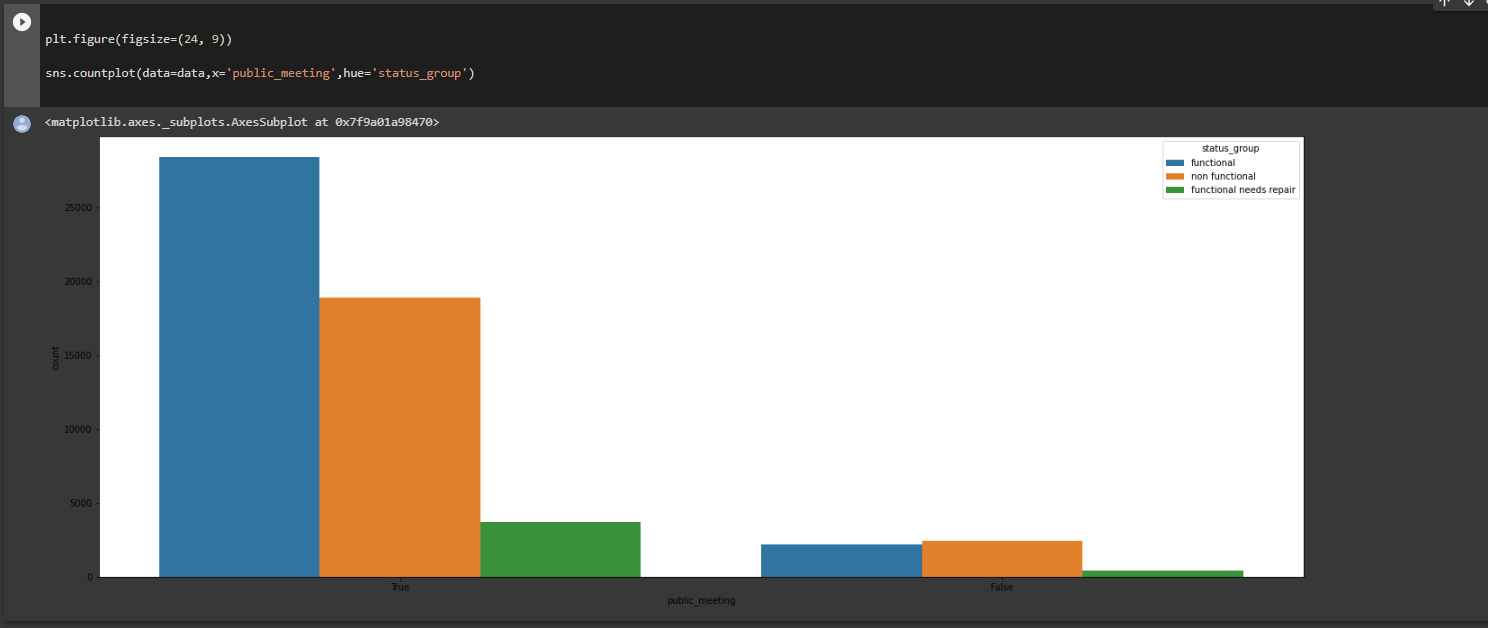 plt.figure(figsize=(24, 9))
sns.countplot(data=data,x='public_meeting',hue='status_group')
<matplotlib.axes._subplots.AxesSubplot at 0x7f9a01a98470>
status_group
functional
non functional
functional needs repair
25000
20000
15000
10000
5000
0
count
True
False
public_meeting